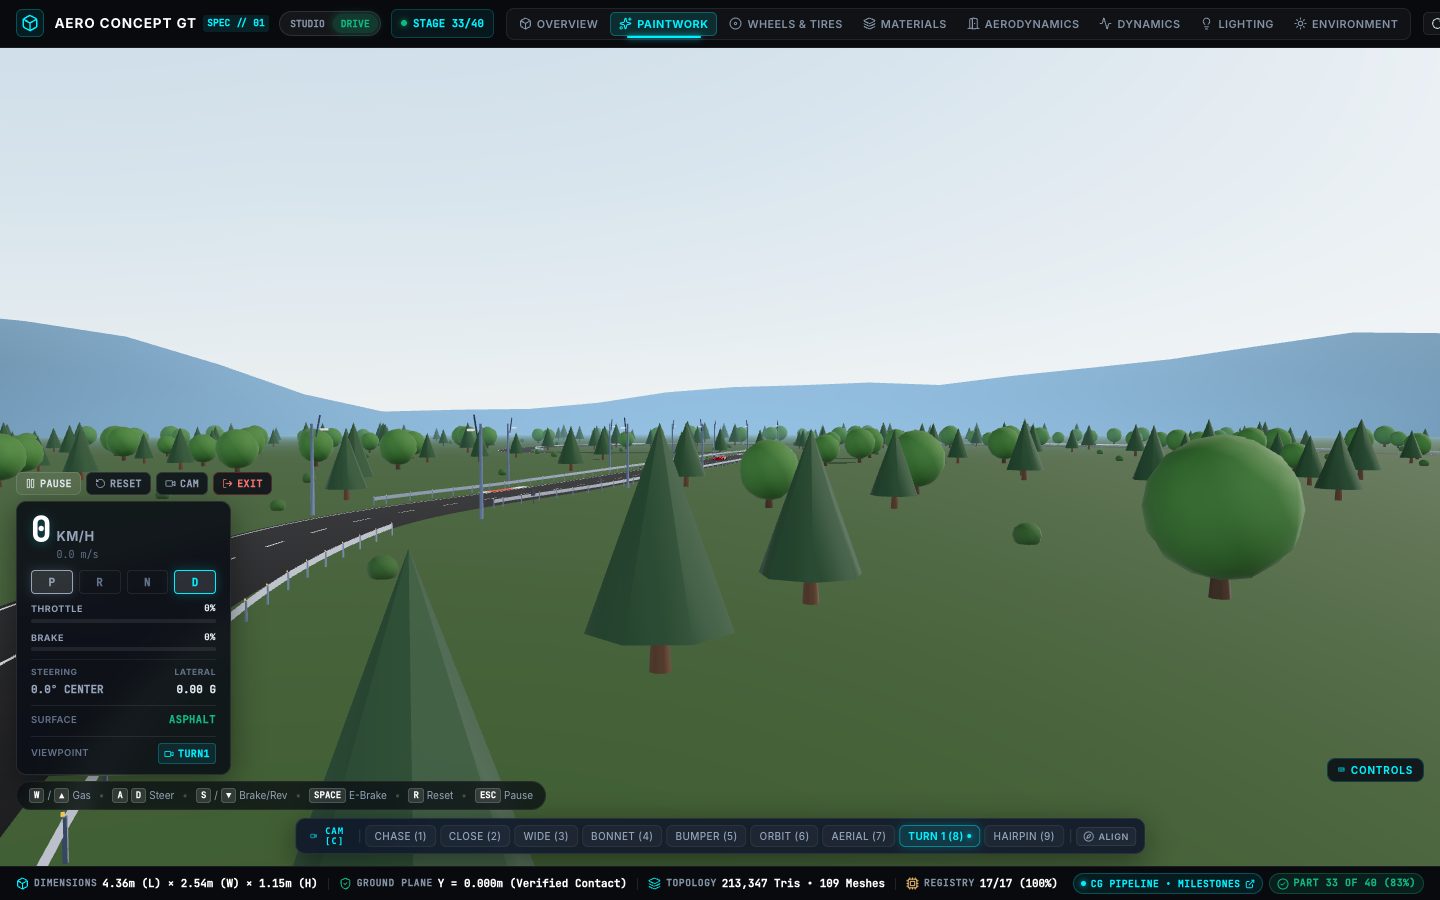 AERO CONCEPT GT SPEC // 01 STUDIO DRIVE STAGE 33/40 OVERVIEW PAINTWORK WHEELS & TIRES MATERIALS AERODYNAMICS DYNAMICS LIGHTING ENVIRONMENT
PAUSE RESET CAM EXIT
0 KM/H
0.0 m/s
P R N D
THROTTLE 0%
BRAKE 0%
STEERING LATERAL
0.0° CENTER 0.00 G
SURFACE ASPHALT
VIEWPOINT TURN1
CONTROLS
W / ▲ Gas • A D Steer • S / ▼ Brake/Rev • SPACE E-Brake • R Reset • ESC Pause
CAM [C] CHASE (1) CLOSE (2) WIDE (3) BONNET (4) BUMPER (5) ORBIT (6) AERIAL (7) TURN 1 (8) • HAIRPIN (9) ALIGN
DIMENSIONS 4.36m (L) × 2.54m (W) × 1.15m (H) GROUND PLANE Y = 0.000m (Verified Contact) TOPOLOGY 213,347 Tris • 109 Meshes REGISTRY 17/17 (100%) CG PIPELINE • MILESTONES PART 33 OF 40 (83%)